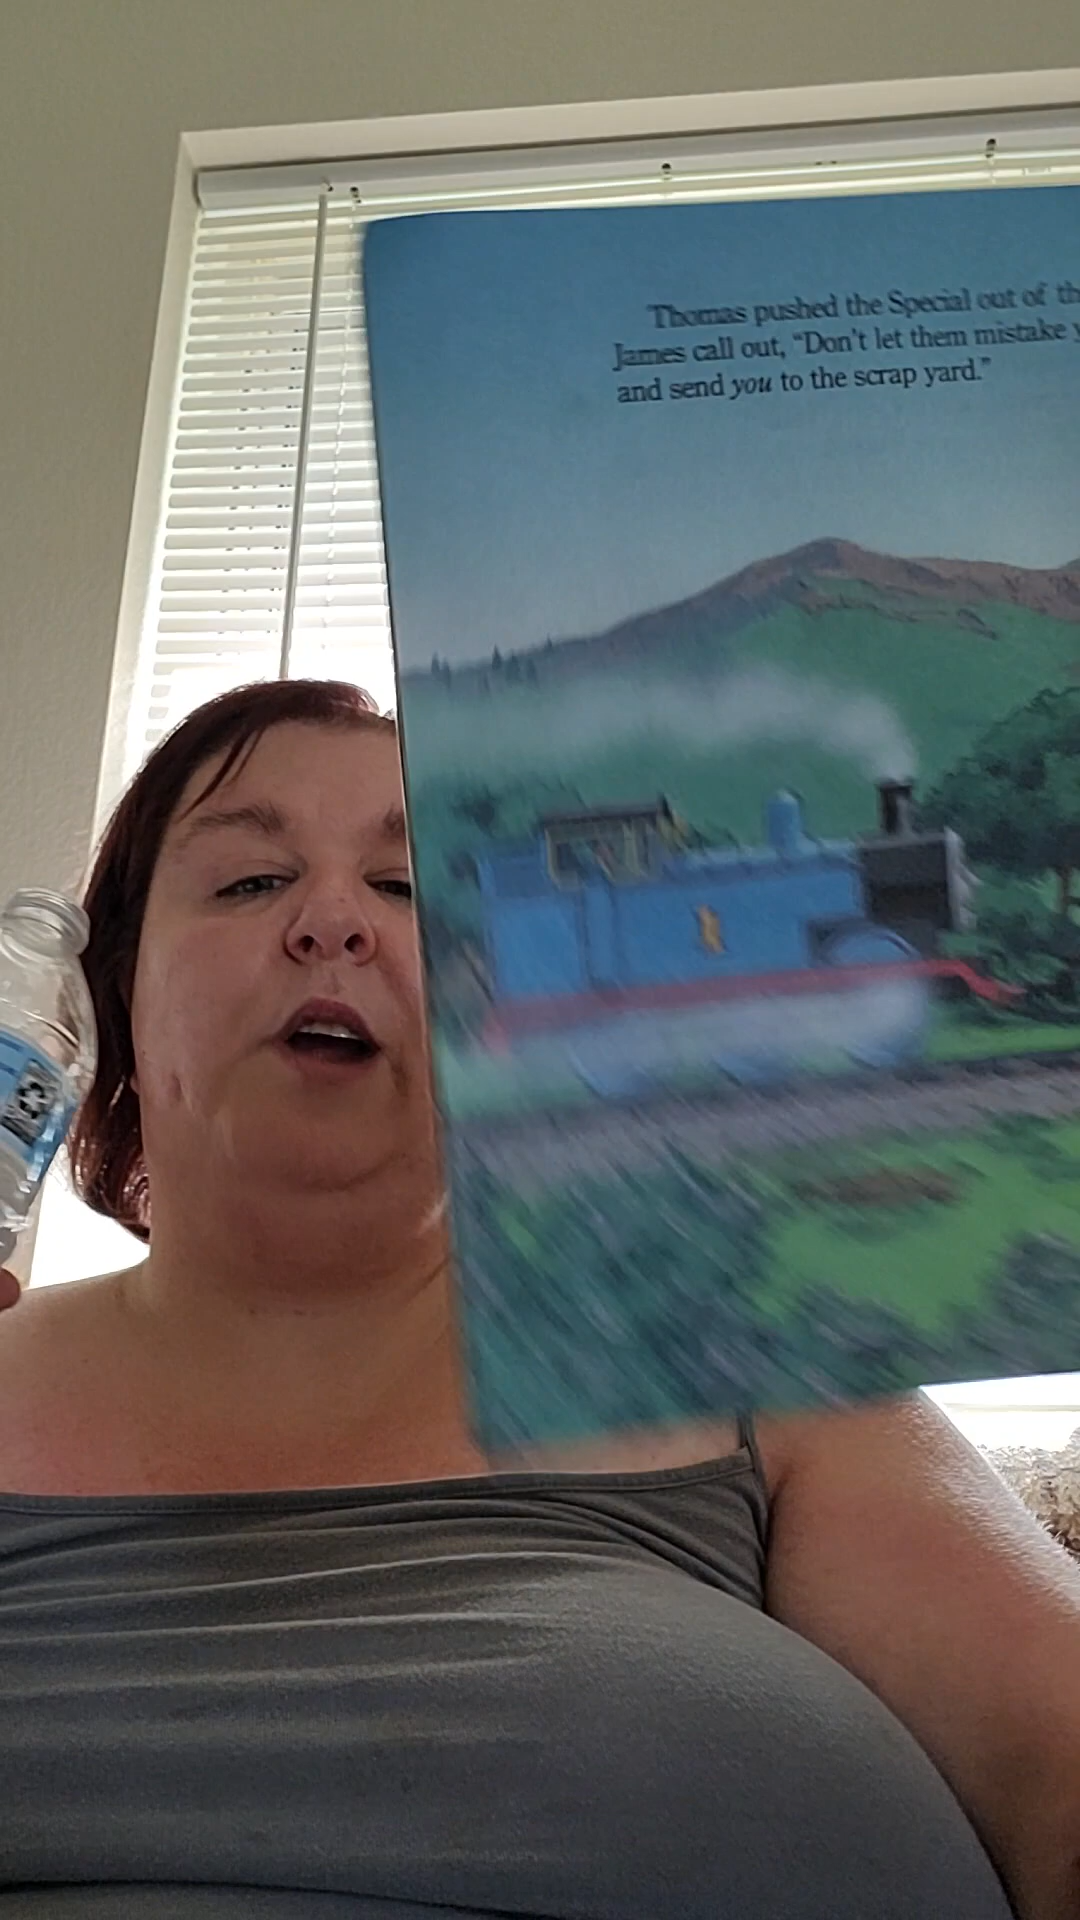 Thomas pushed the Special out of
James call out, "Don't let them mistake
and send you to the scrap yard."